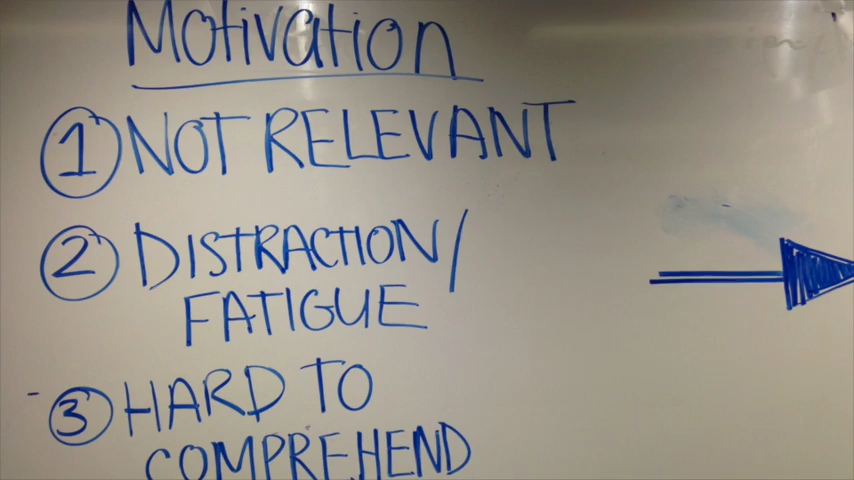 Motivation
1 NOT RELEVANT
2 DISTRACTION/
FATIGUE
3 HARD TO
COMPREHEND